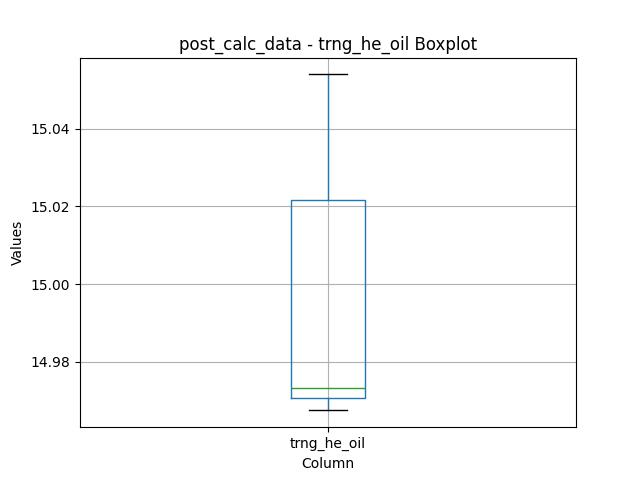 post_calc_data - trng_he_oil Boxplot
15.04
15.02
15.00
14.98
Values
trng_he_oil
Column